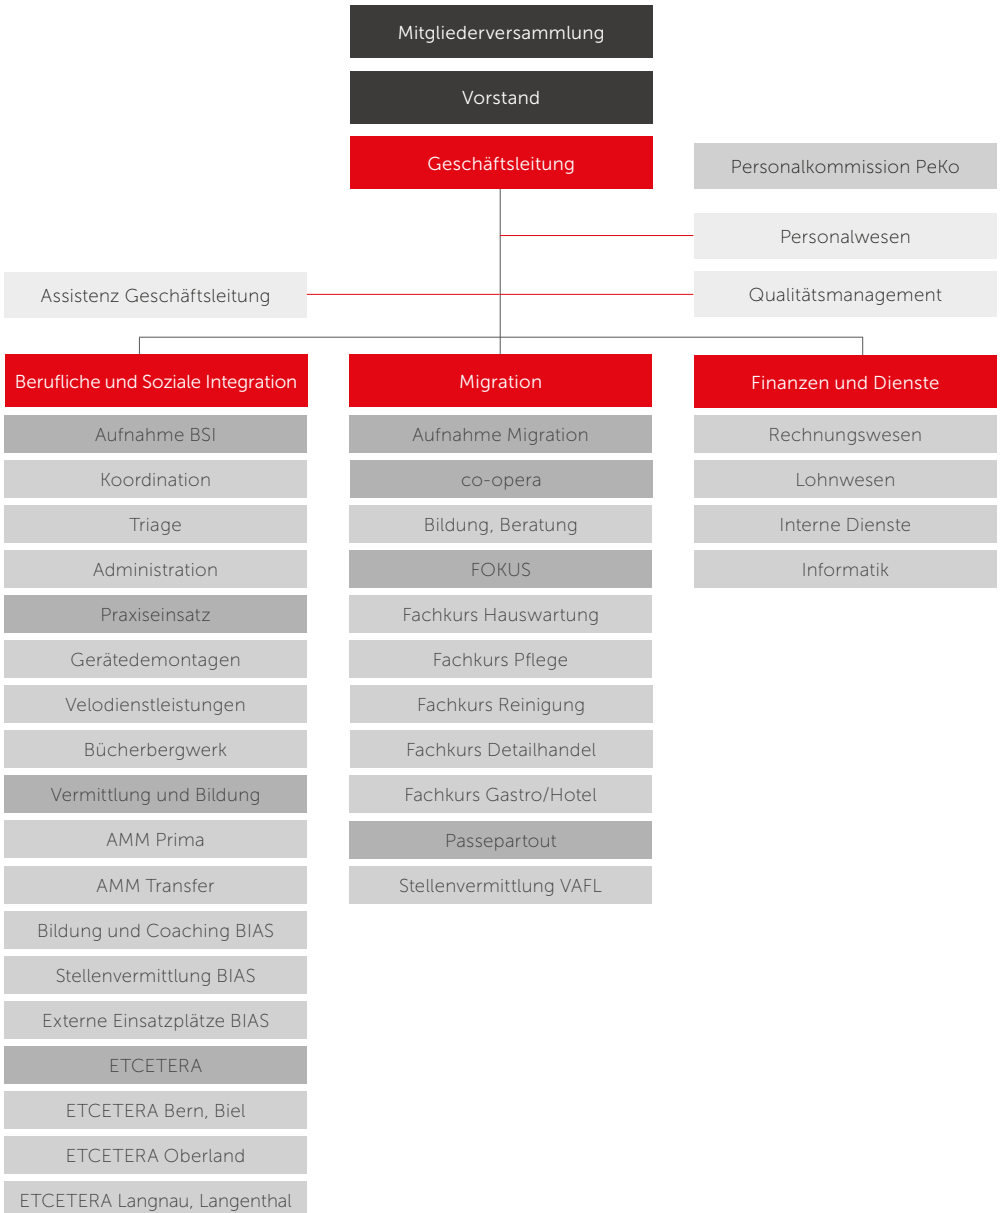 Mitgliederversammlung
Vorstand
Geschäftsleitung
Personalkommission PeKo
Personalwesen
Assistenz Geschäftsleitung
Qualitätsmanagement
Berufliche und Soziale Integration
Aufnahme BSI
Koordination
Triage
Administration
Praxiseinsatz
Gerätedemontagen
Velodienstleistungen
Bücherbergwerk
Vermittlung und Bildung
AMM Prima
AMM Transfer
Bildung und Coaching BIAS
Stellenvermittlung BIAS
Externe Einsatzplätze BIAS
ETCETERA
ETCETERA Bern, Biel
ETCETERA Oberland
ETCETERA Langnau, Langenthal
Migration
Aufnahme Migration
co-opera
Bildung, Beratung
FOKUS
Fachkurs Hauswartung
Fachkurs Pflege
Fachkurs Reinigung
Fachkurs Detailhandel
Fachkurs Gastro/Hotel
Passepartout
Stellenvermittlung VAFL
Finanzen und Dienste
Rechnungswesen
Lohnwesen
Interne Dienste
Informatik